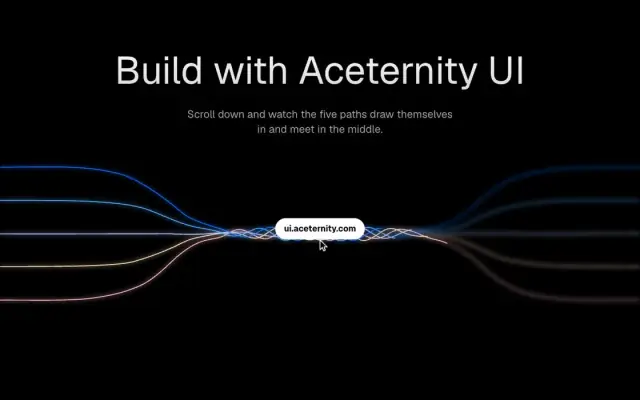 Build with Aceternity UI
Scroll down and watch the five paths draw themselves
in and meet in the middle.
ui.aceternity.com